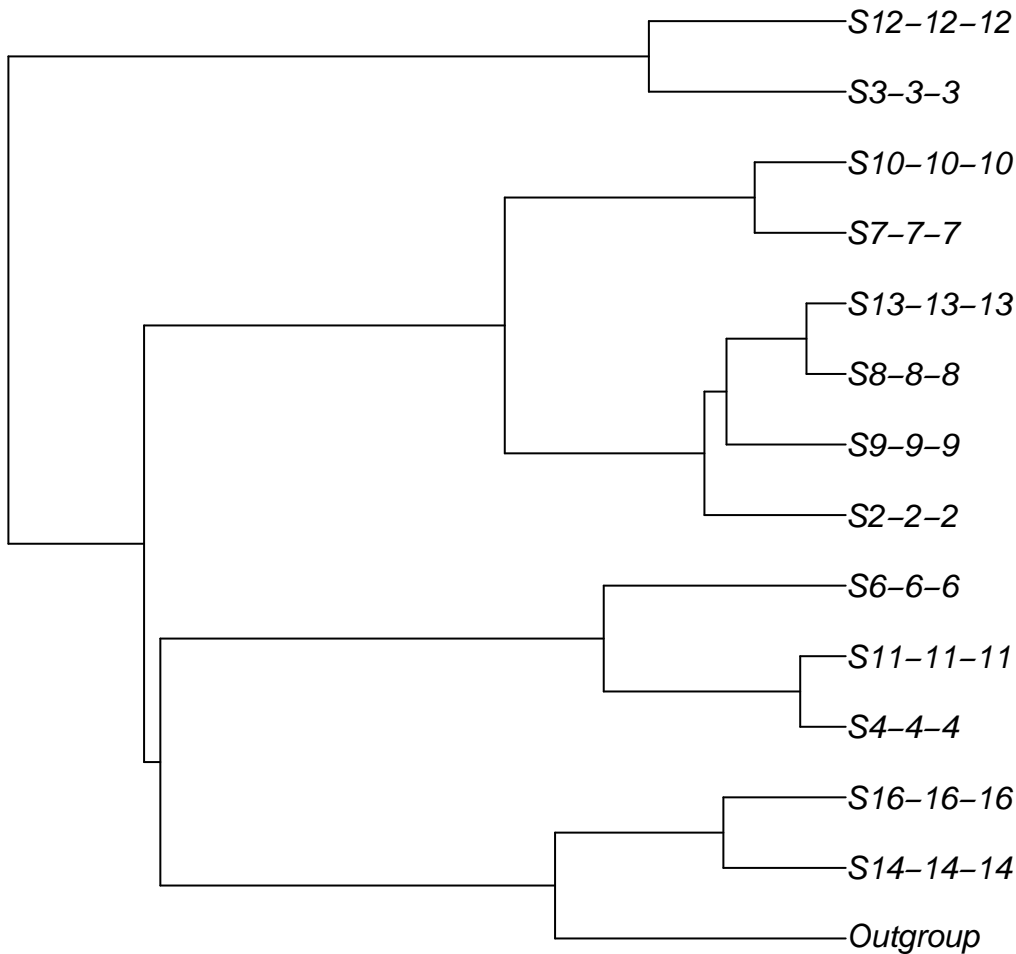 S12–12–12
S3–3–3
S10–10–10
S7–7–7
S13–13–13
S8–8–8
S9–9–9
S2–2–2
S6–6–6
S11–11–11
S4–4–4
S16–16–16
S14–14–14
Outgroup